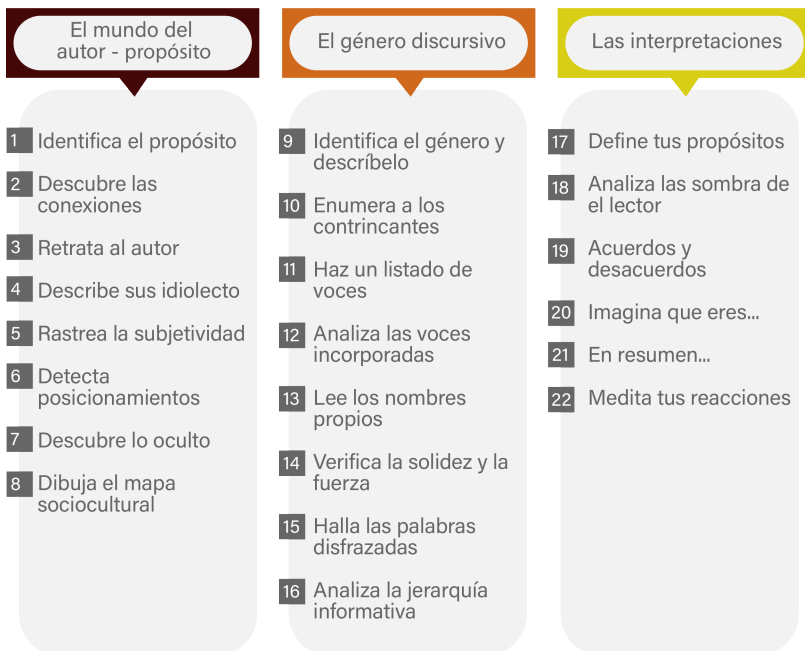 El mundo del
autor - propósito
1 Identifica el propósito
2 Descubre las
conexiones
3 Retrata al autor
4 Describe sus idiolecto
5 Rastrea la subjetividad
6 Detecta
posicionamientos
7 Descubre lo oculto
8 Dibuja el mapa
sociocultural
El género discursivo
9 Identifica el género y
descríbelo
10 Enumera a los
contrincantes
11 Haz un listado de
voces
12 Analiza las voces
incorporadas
13 Lee los nombres
propios
14 Verifica la solidez y la
fuerza
15 Halla las palabras
disfrazadas
16 Analiza la jerarquía
informativa
Las interpretaciones
17 Define tus propósitos
18 Analiza las sombra de
el lector
19 Acuerdos y
desacuerdos
20 Imagina que eres...
21 En resumen...
22 Medita tus reacciones